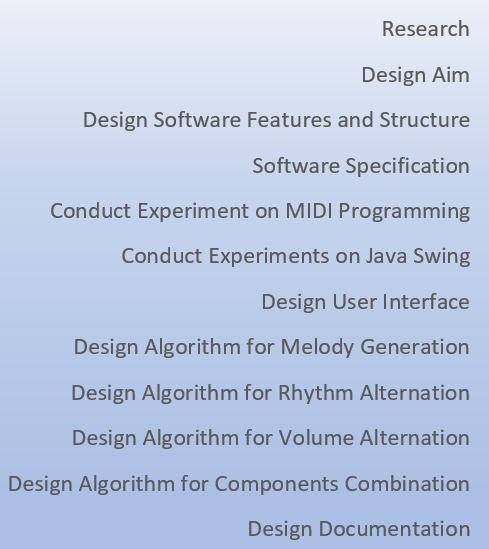 Research
Design Aim
Design Software Features and Structure
Software Specification
Conduct Experiment on MIDI Programming
Conduct Experiments on Java Swing
Design User Interface
Design Algorithm for Melody Generation
Design Algorithm for Rhythm Alternation
Design Algorithm for Volume Alternation
Design Algorithm for Components Combination
Design Documentation